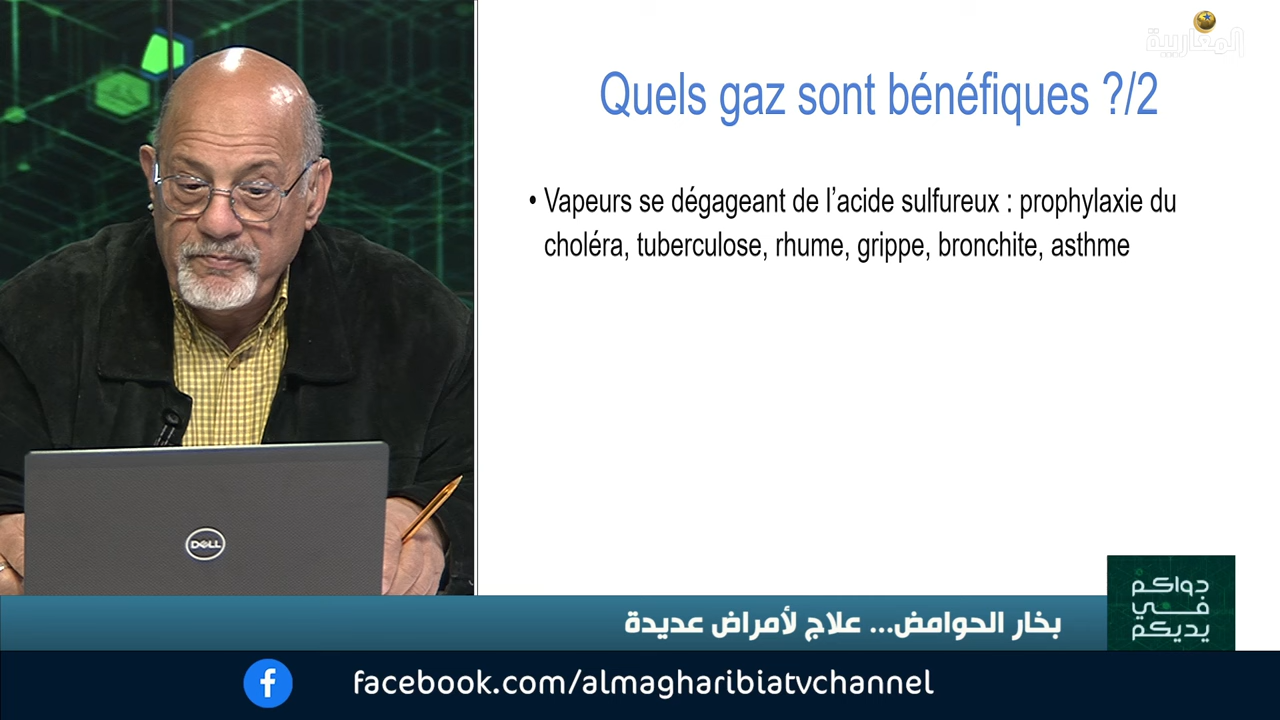 المغاربية
Quels gaz sont bénéfiques ?/2
• Vapeurs se dégageant de l’acide sulfureux : prophylaxie du
choléra, tuberculose, rhume, grippe, bronchite, asthme
DELL
دواكم
في
يديكم
بخار الحوامض... علاج لأمراض عديدة
facebook.com/almagharibiatvchannel